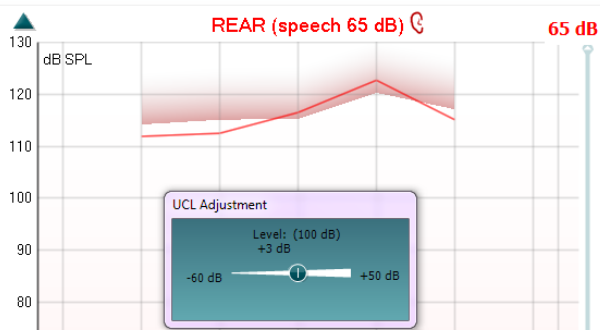 REAR (speech 65 dB)
65 dB
130
dB SPL
120
110
100
90
80
UCL Adjustment
Level: (100 dB)
+3 dB
-60 dB
+50 dB